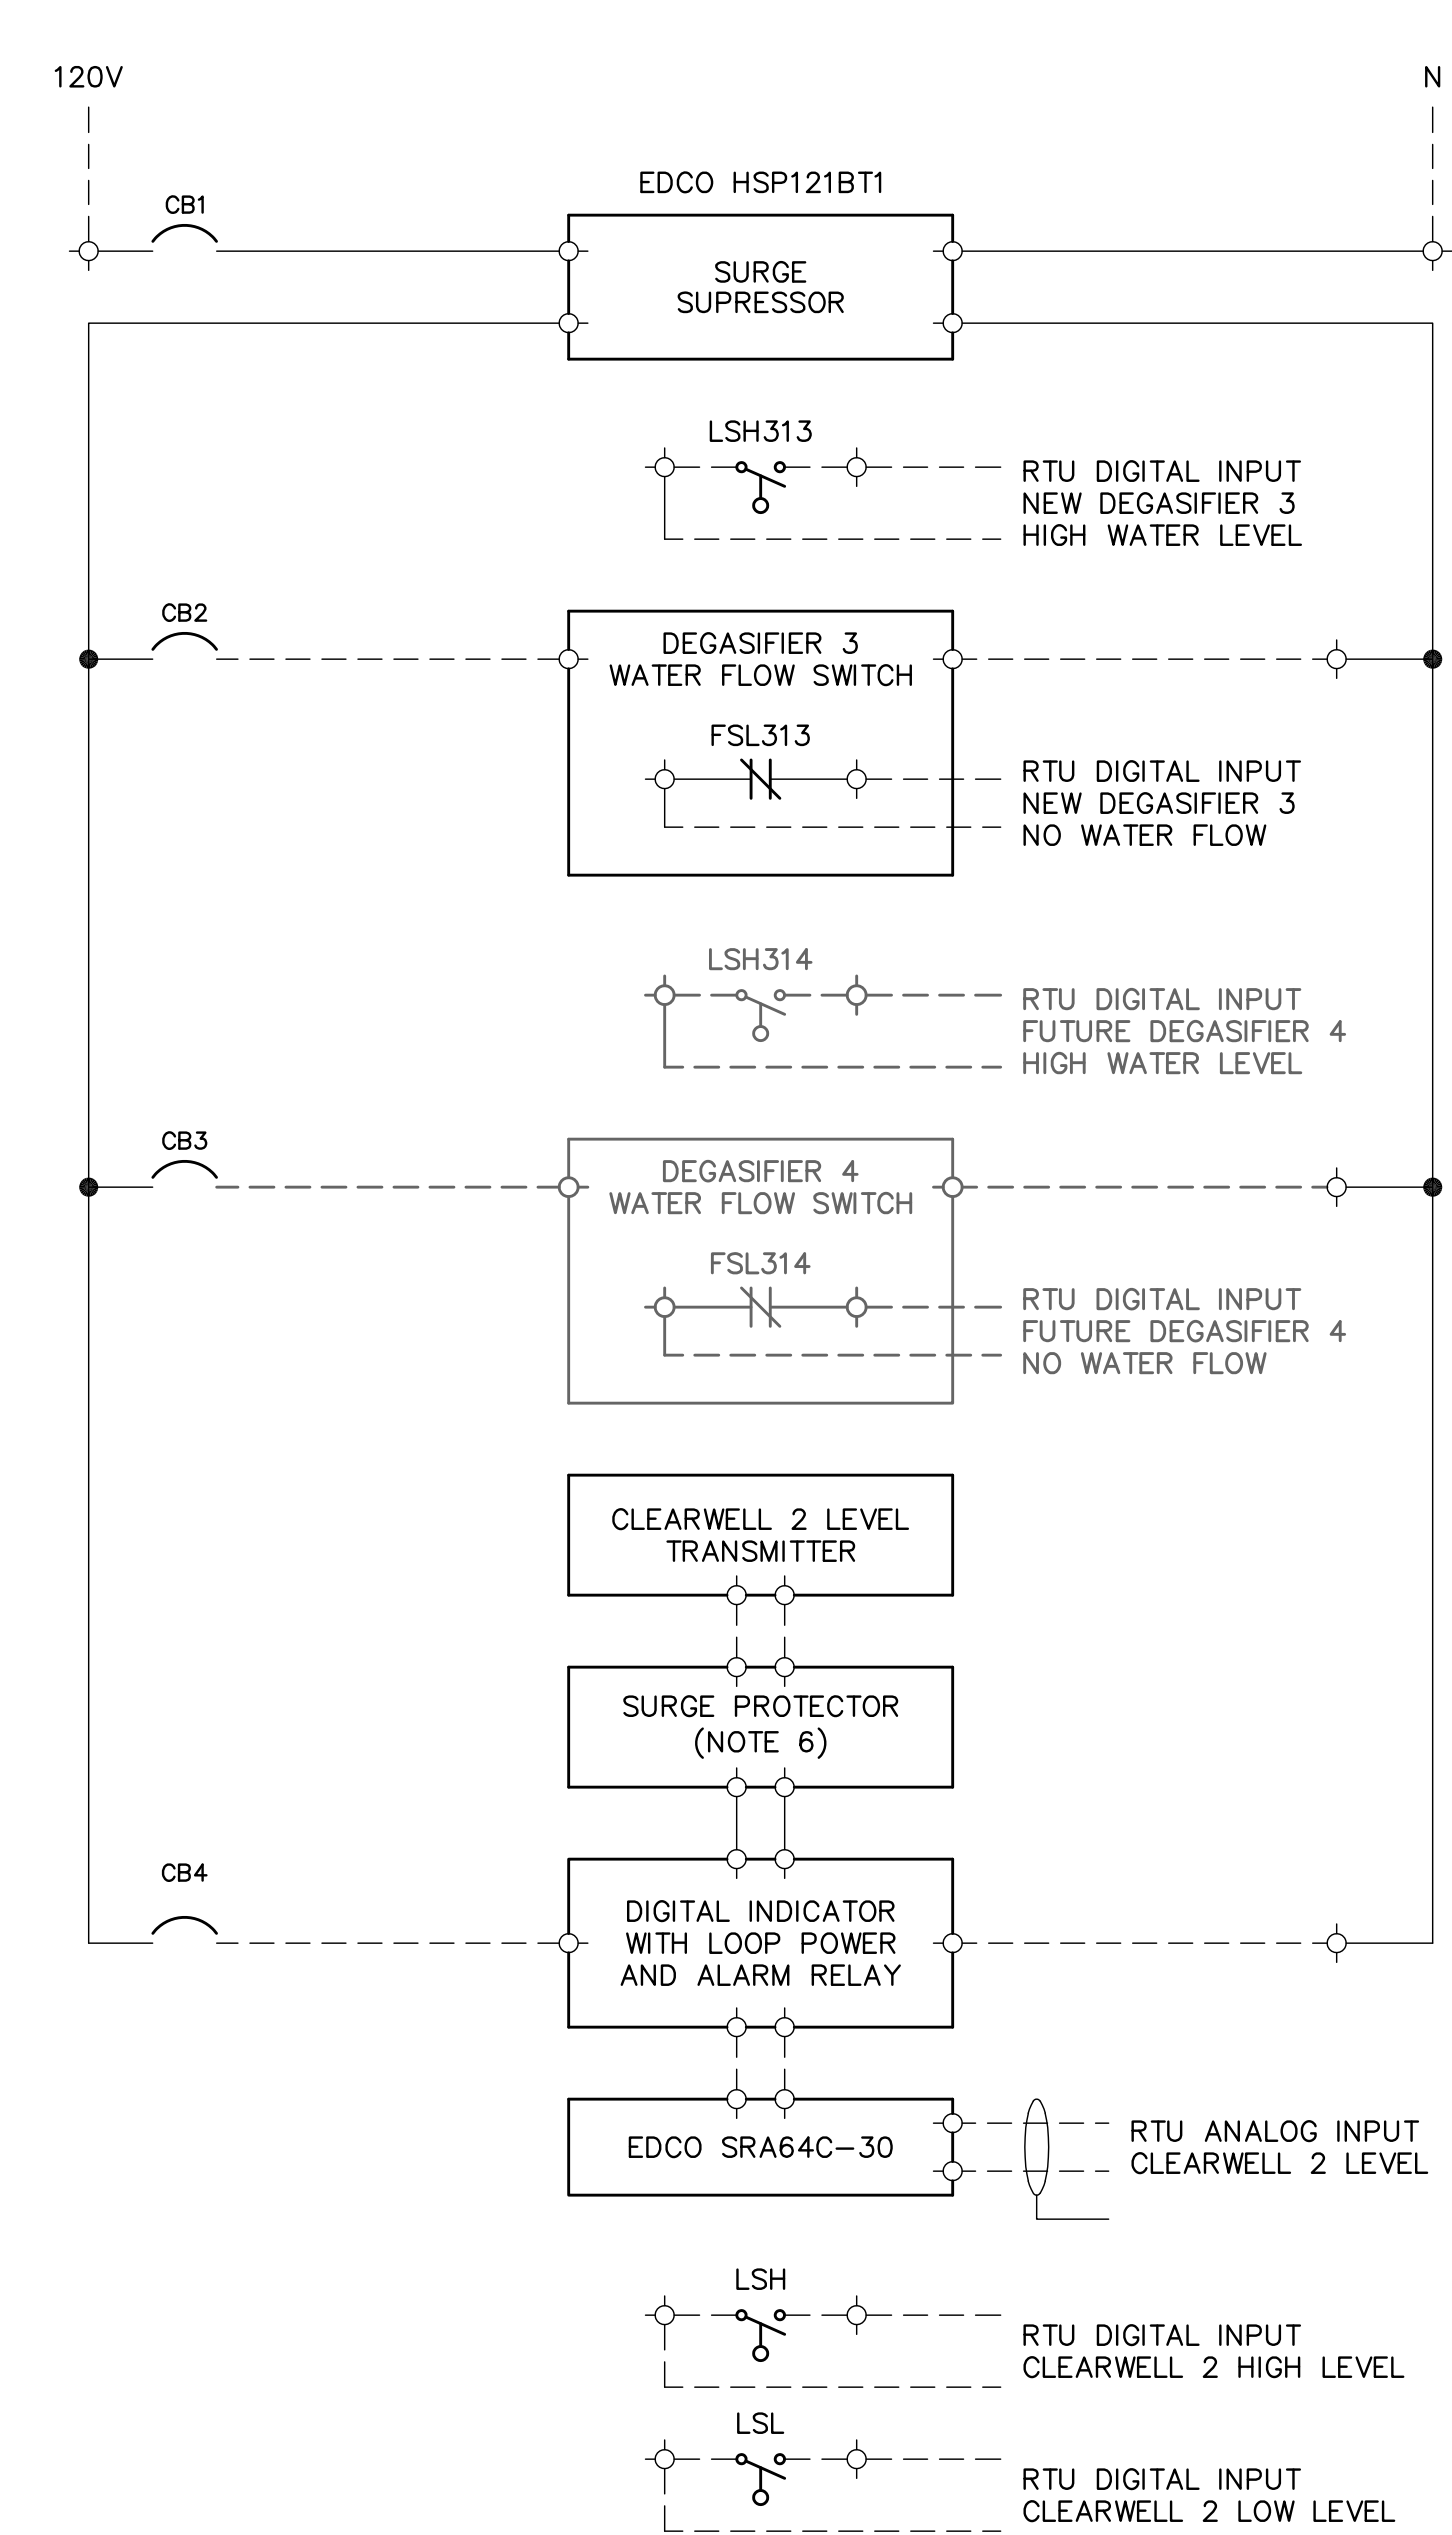 120V
N
CB1
EDCO HSP121BT1
SURGE
SUPRESSOR
LSH313
RTU DIGITAL INPUT
NEW DEGASIFIER 3
HIGH WATER LEVEL
CB2
DEGASIFIER 3
WATER FLOW SWITCH
FSL313
RTU DIGITAL INPUT
NEW DEGASIFIER 3
NO WATER FLOW
LSH314
RTU DIGITAL INPUT
FUTURE DEGASIFIER 4
HIGH WATER LEVEL
CB3
DEGASIFIER 4
WATER FLOW SWITCH
FSL314
RTU DIGITAL INPUT
FUTURE DEGASIFIER 4
NO WATER FLOW
CLEARWELL 2 LEVEL
TRANSMITTER
SURGE PROTECTOR
(NOTE 6)
CB4
DIGITAL INDICATOR
WITH LOOP POWER
AND ALARM RELAY
EDCO SRA64C-30
RTU ANALOG INPUT
CLEARWELL 2 LEVEL
LSH
RTU DIGITAL INPUT
CLEARWELL 2 HIGH LEVEL
LSL
RTU DIGITAL INPUT
CLEARWELL 2 LOW LEVEL